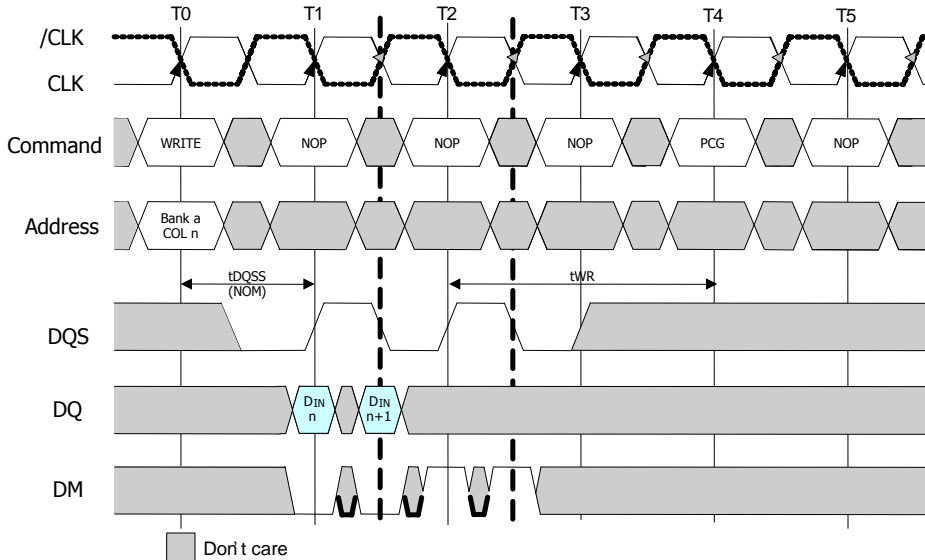 T0 T1 T2 T3 T4 T5
/CLK
CLK
Command WRITE NOP NOP NOP PCG NOP
Address Bank a
COL n
tDQSS
(NOM)
tWR
DQS
DQ DIN
n
DIN
n+1
DM
Don't care